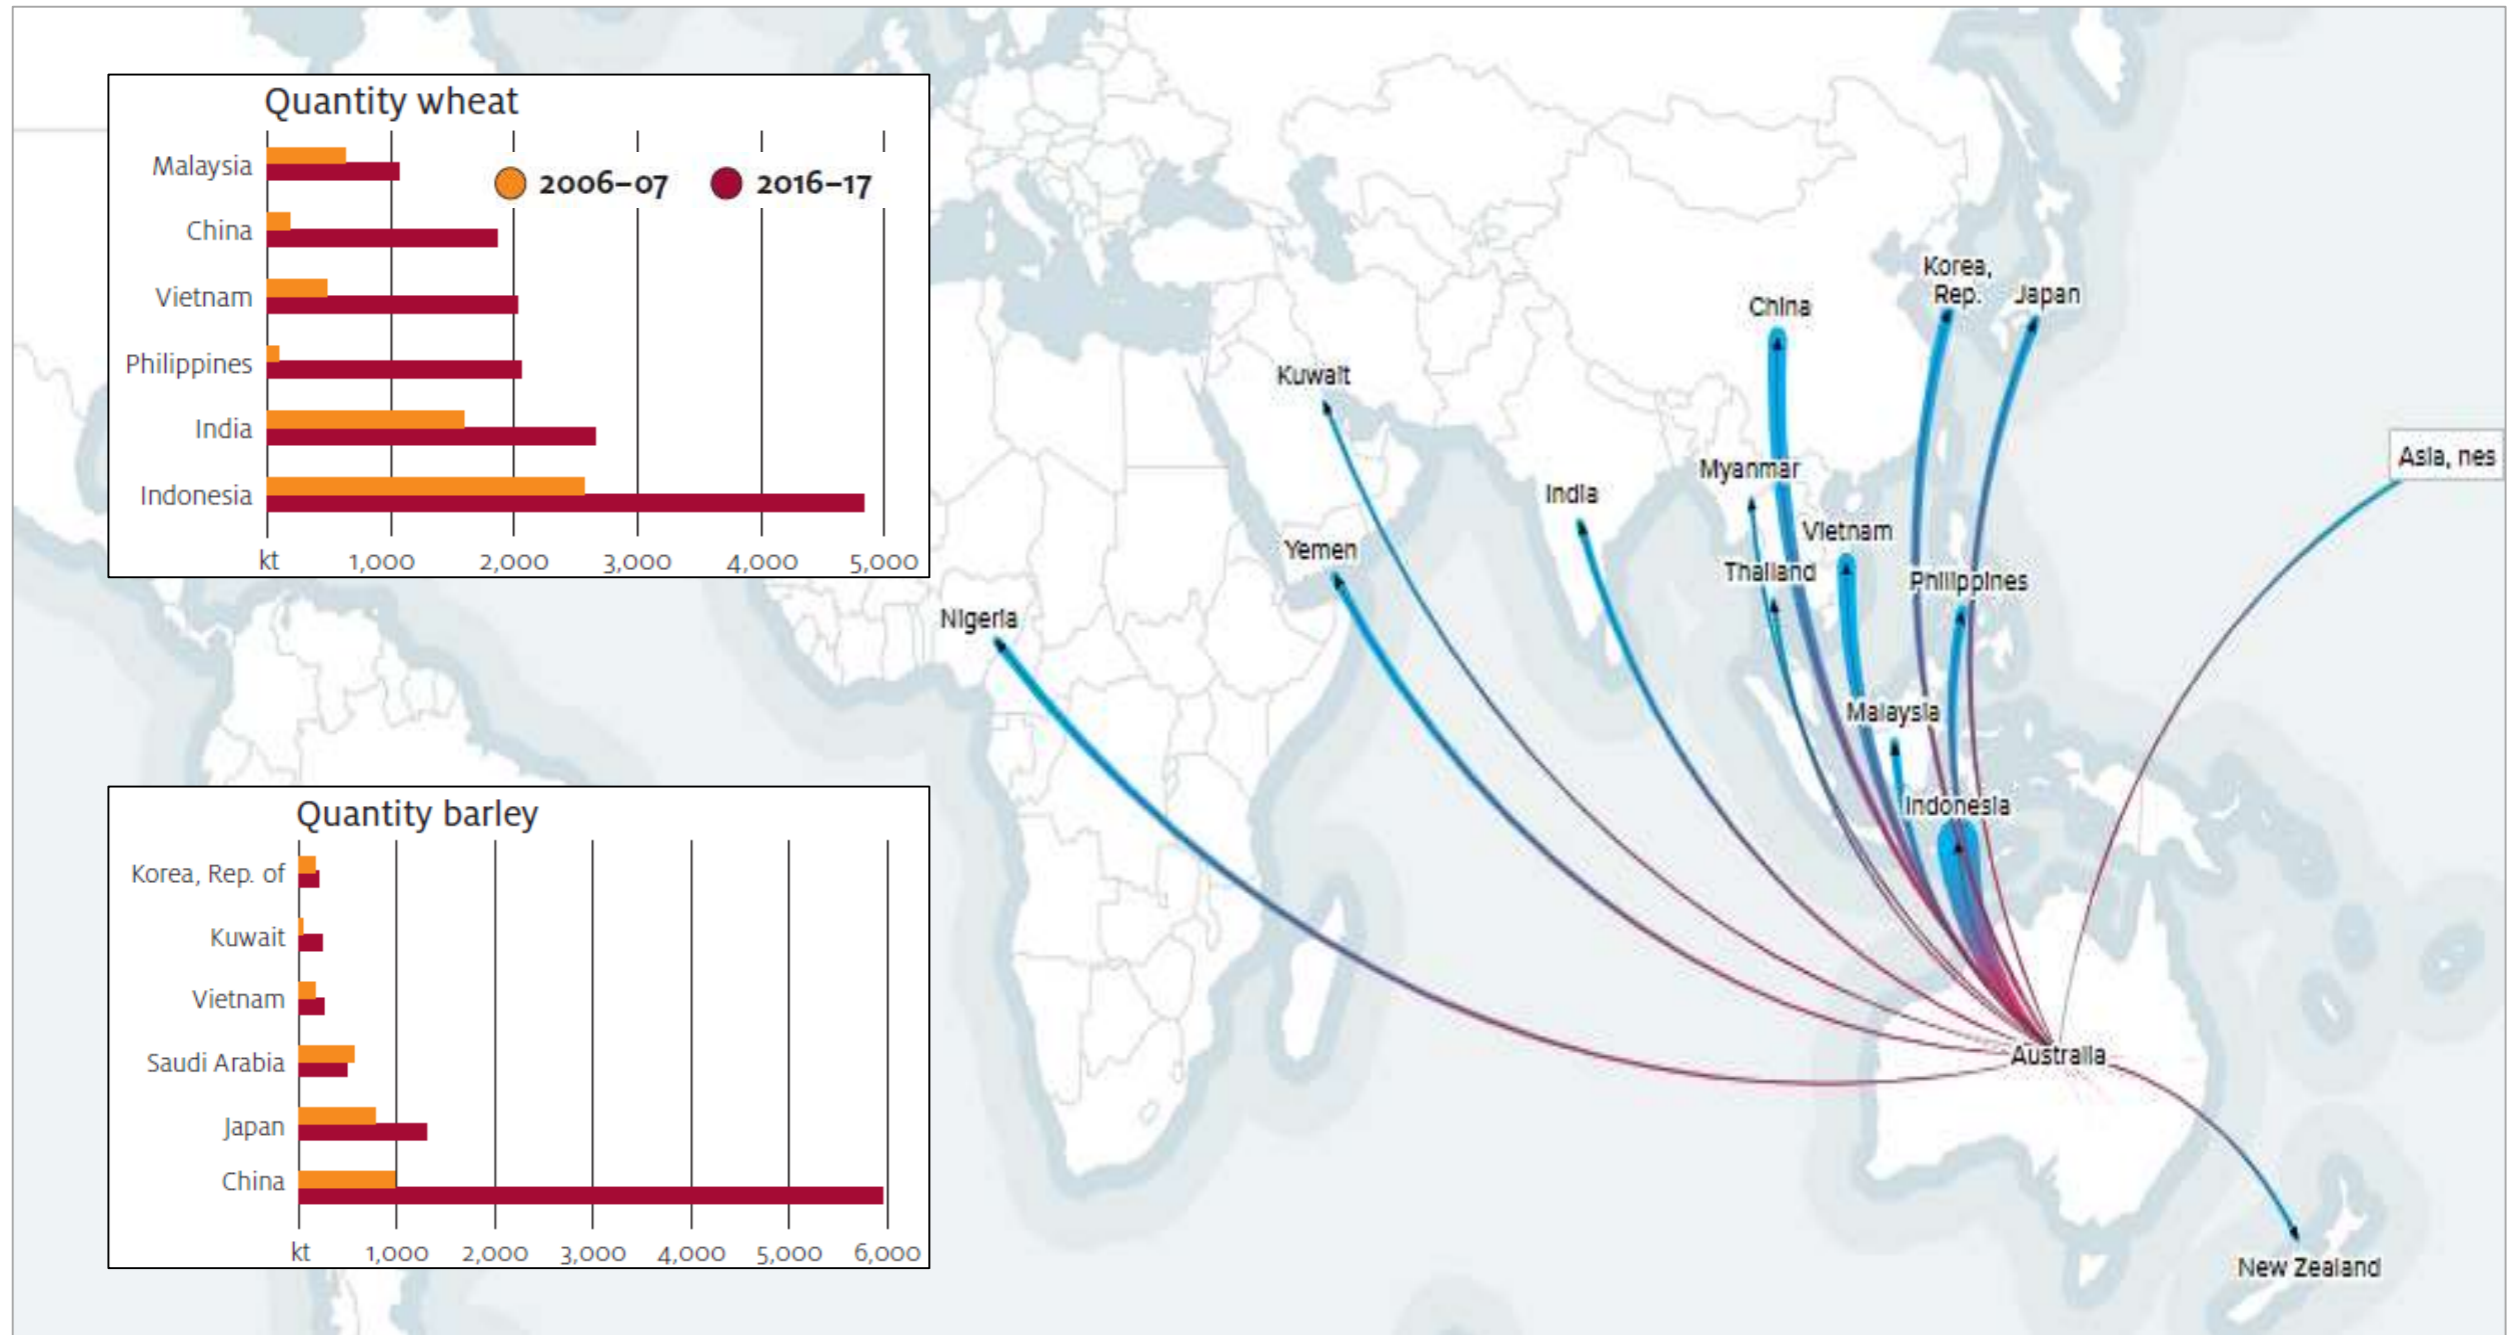 Quantity wheat
2006–07
2016–17
Malaysia
China
Vietnam
Philippines
India
Indonesia
kt 1,000 2,000 3,000 4,000 5,000
Quantity barley
Korea, Rep. of
Kuwait
Vietnam
Saudi Arabia
Japan
China
kt 1,000 2,000 3,000 4,000 5,000 6,000
Korea,
Rep.
Japan
China
Kuwait
Asia, nes
Myanmar
India
Vietnam
Yemen
Thailand
Philippines
Nigeria
Malaysia
Indonesia
Australia
New Zealand